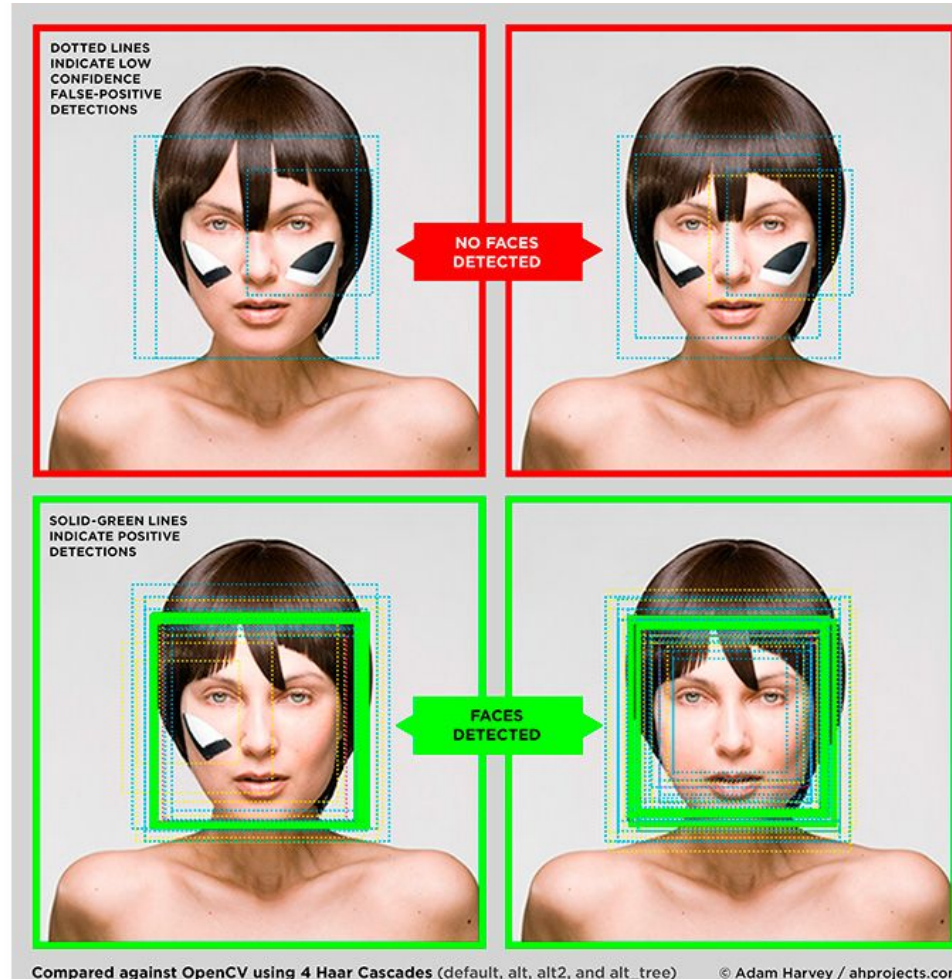 DOTTED LINES
INDICATE LOW
CONFIDENCE
FALSE-POSITIVE
DETECTIONS
NO FACES
DETECTED
SOLID-GREEN LINES
INDICATE POSITIVE
DETECTIONS
FACES
DETECTED
Compared against OpenCV using 4 Haar Cascades (default, alt, alt2, and alt_tree)
© Adam Harvey / ahprojects.com